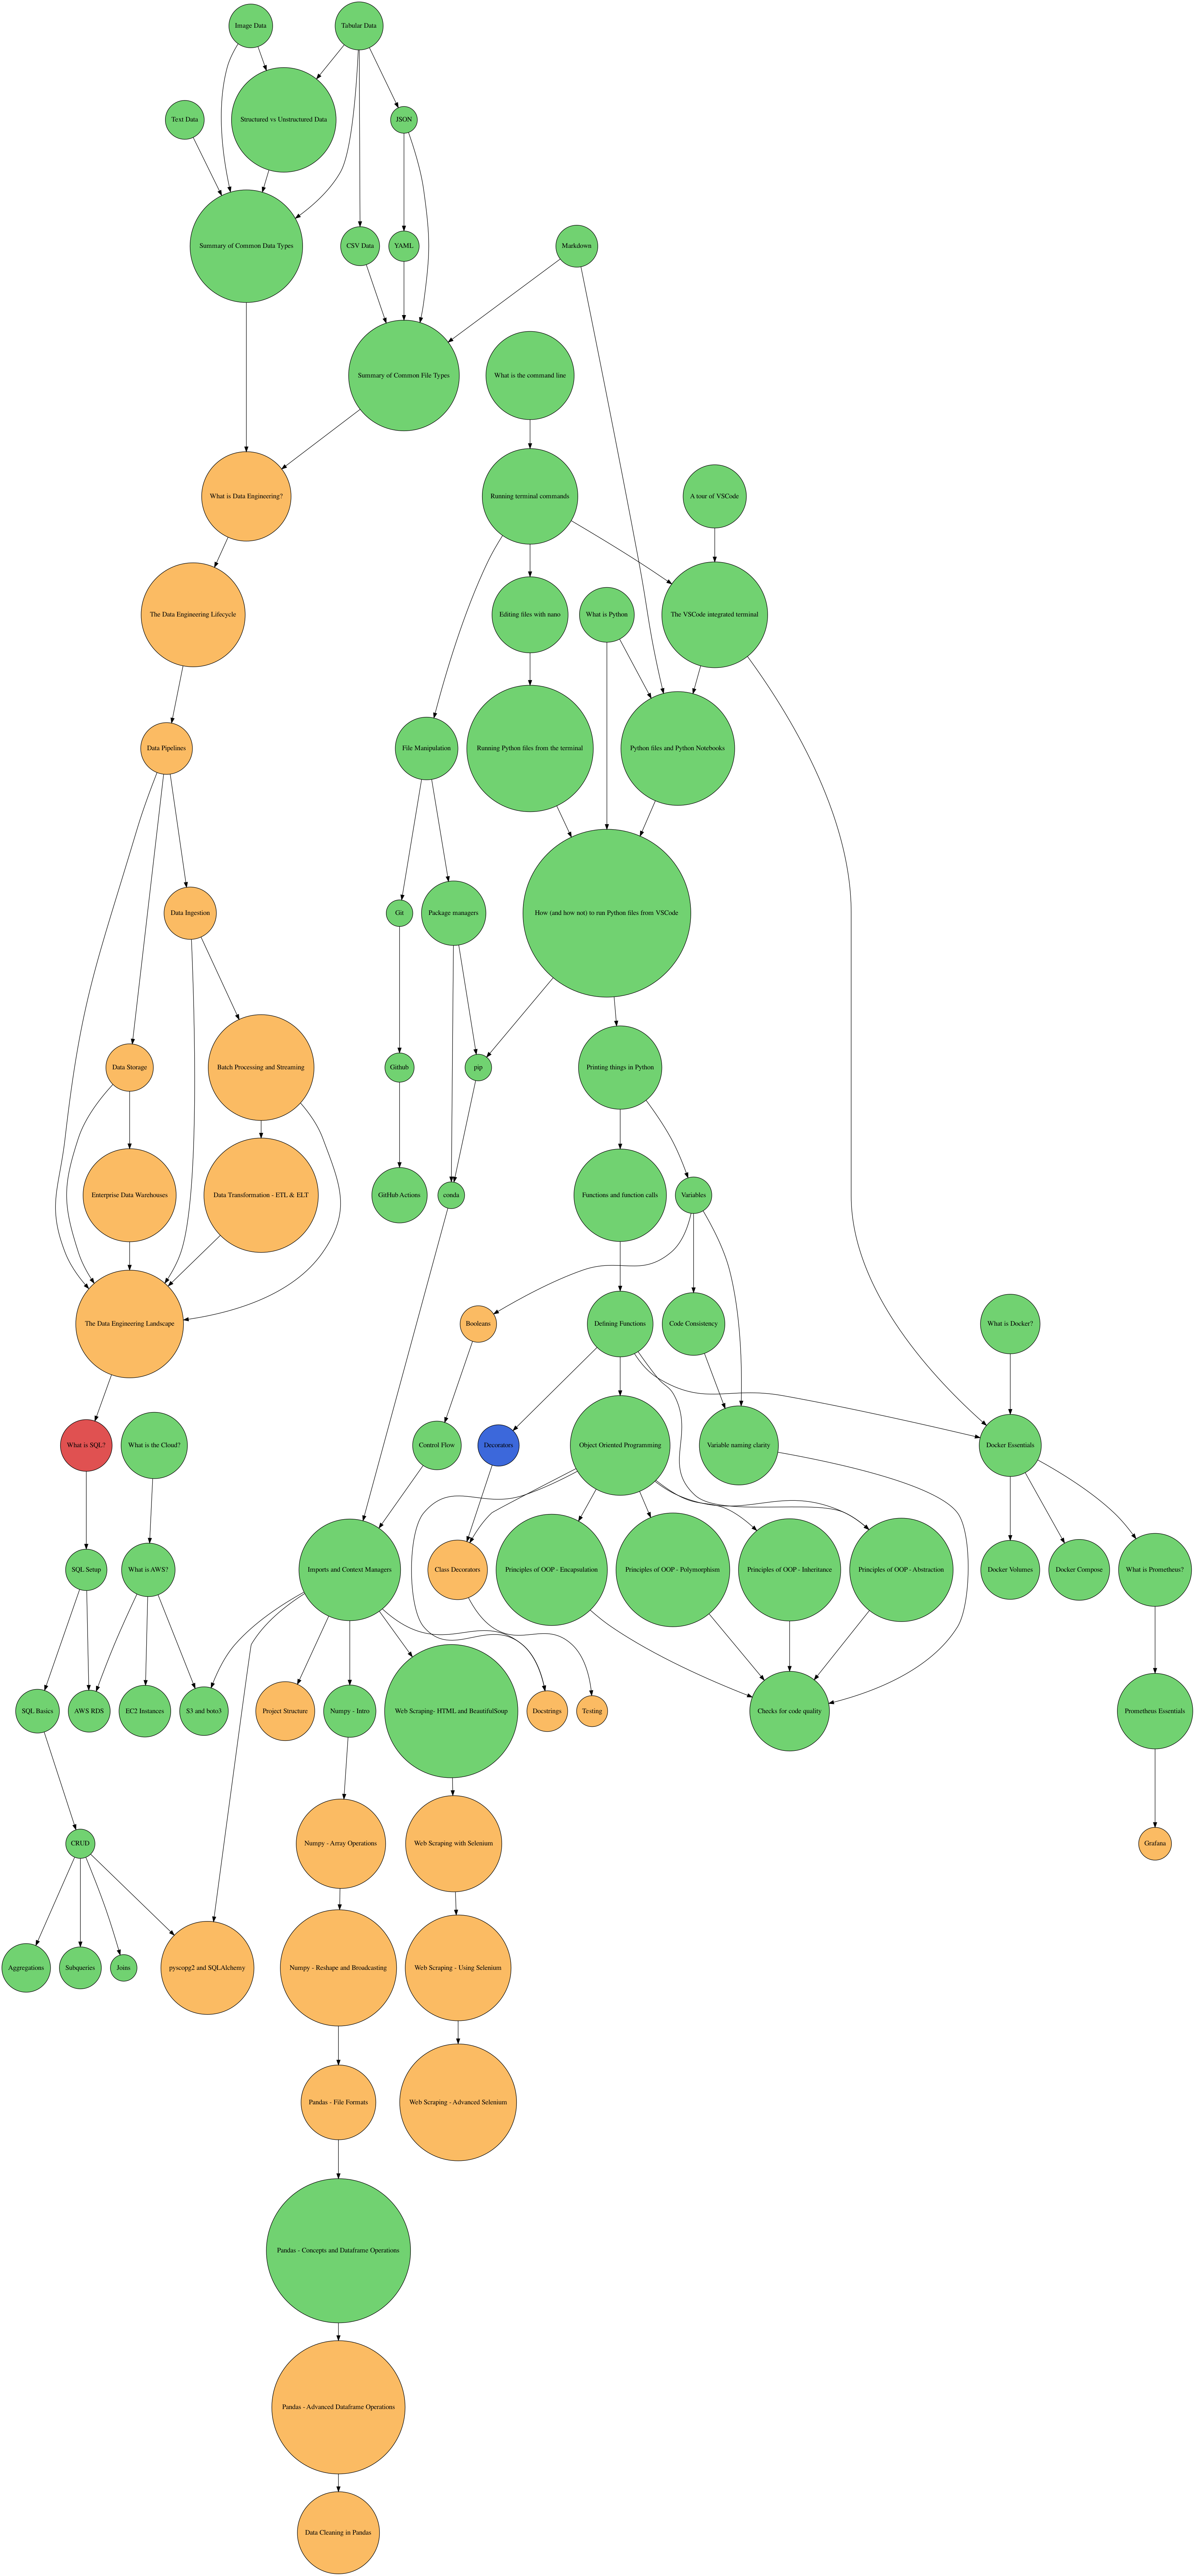 Image Data
Tabular Data
Text Data
Structured vs Unstructured Data
JSON
Summary of Common Data Types
CSV Data
YAML
Markdown
Summary of Common File Types
What is the command line
What is Data Engineering?
Running terminal commands
A tour of VSCode
The Data Engineering Lifecycle
Editing files with nano
What is Python
The VSCode integrated terminal
Data Pipelines
File Manipulation
Running Python files from the terminal
Python files and Python Notebooks
Data Ingestion
Git
Package managers
How (and how not) to run Python files from VSCode
Data Storage
Batch Processing and Streaming
Github
pip
Printing things in Python
Enterprise Data Warehouses
Data Transformation - ETL & ELT
GitHub Actions
conda
Functions and function calls
Variables
The Data Engineering Landscape
Booleans
Defining Functions
Code Consistency
What is Docker?
What is SQL?
What is the Cloud?
Control Flow
Decorators
Object Oriented Programming
Variable naming clarity
Docker Essentials
SQL Setup
What is AWS?
Imports and Context Managers
Class Decorators
Principles of OOP - Encapsulation
Principles of OOP - Polymorphism
Principles of OOP - Inheritance
Principles of OOP - Abstraction
Docker Volumes
Docker Compose
What is Prometheus?
SQL Basics
AWS RDS
EC2 Instances
S3 and boto3
Project Structure
Numpy - Intro
Web Scraping- HTML and BeautifulSoup
Docstrings
Testing
Checks for code quality
Prometheus Essentials
CRUD
Numpy - Array Operations
Web Scraping with Selenium
Grafana
Aggregations
Subqueries
Joins
pyscopg2 and SQLAlchemy
Numpy - Reshape and Broadcasting
Web Scraping - Using Selenium
Pandas - File Formats
Web Scraping - Advanced Selenium
Pandas - Concepts and Dataframe Operations
Pandas - Advanced Dataframe Operations
Data Cleaning in Pandas